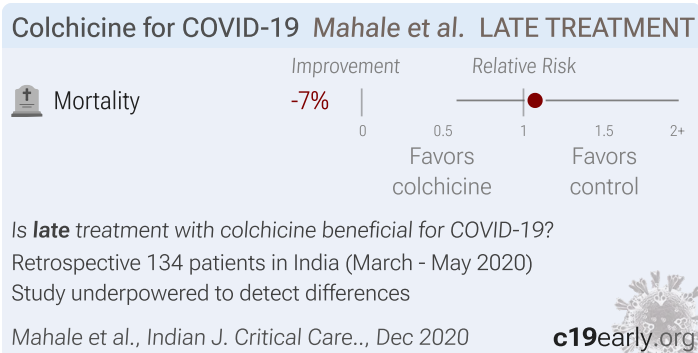 Colchicine for COVID-19 Mahale et al. LATE TREATMENT
Improvement Relative Risk
Mortality -7%
0 0.5 1 1.5 2+
Favors colchicine Favors control
Is late treatment with colchicine beneficial for COVID-19?
Retrospective 134 patients in India (March - May 2020)
Study underpowered to detect differences
Mahale et al., Indian J. Critical Care.., Dec 2020 c19early.org